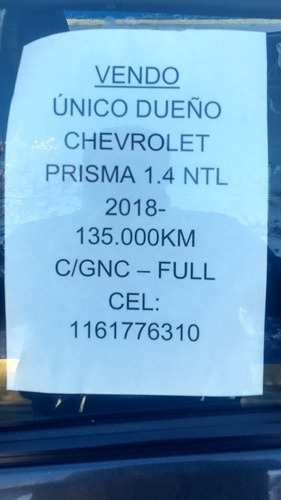 VENDO
ÚNICO DUEÑO
CHEVROLET
PRISMA 1.4 NTL
2018-
135.000KM
C/GNC – FULL
CEL:
1161776310